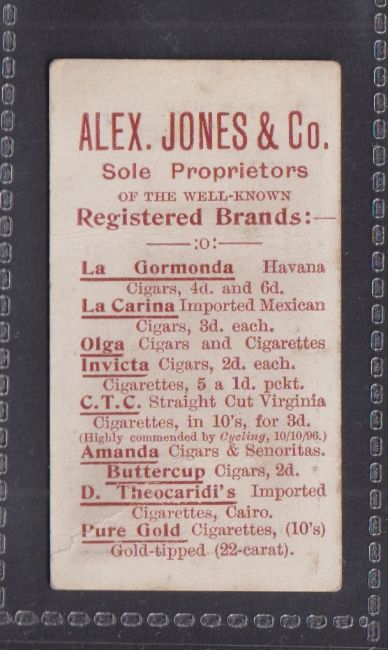 ALEX. JONES & Co.
Sole Proprietors
OF THE WELL-KNOWN
Registered Brands:—
—:o:—
La Gormonda Havana
Cigars, 4d. and 6d.
La Carina Imported Mexican
Cigars, 3d. each.
Olga Cigars and Cigarettes
Invicta Cigars, 2d. each.
Cigarettes, 5 a 1d. pckt.
C.T.C. Straight Cut Virginia
Cigarettes, in 10's, for 3d.
(Highly commended by Cycling, 10/10/96.)
Amanda Cigars & Senoritas.
Buttercup Cigars, 2d.
D. Theocaridi's Imported
Cigarettes, Cairo.
Pure Gold Cigarettes, (10's)
Gold-tipped (22-carat).